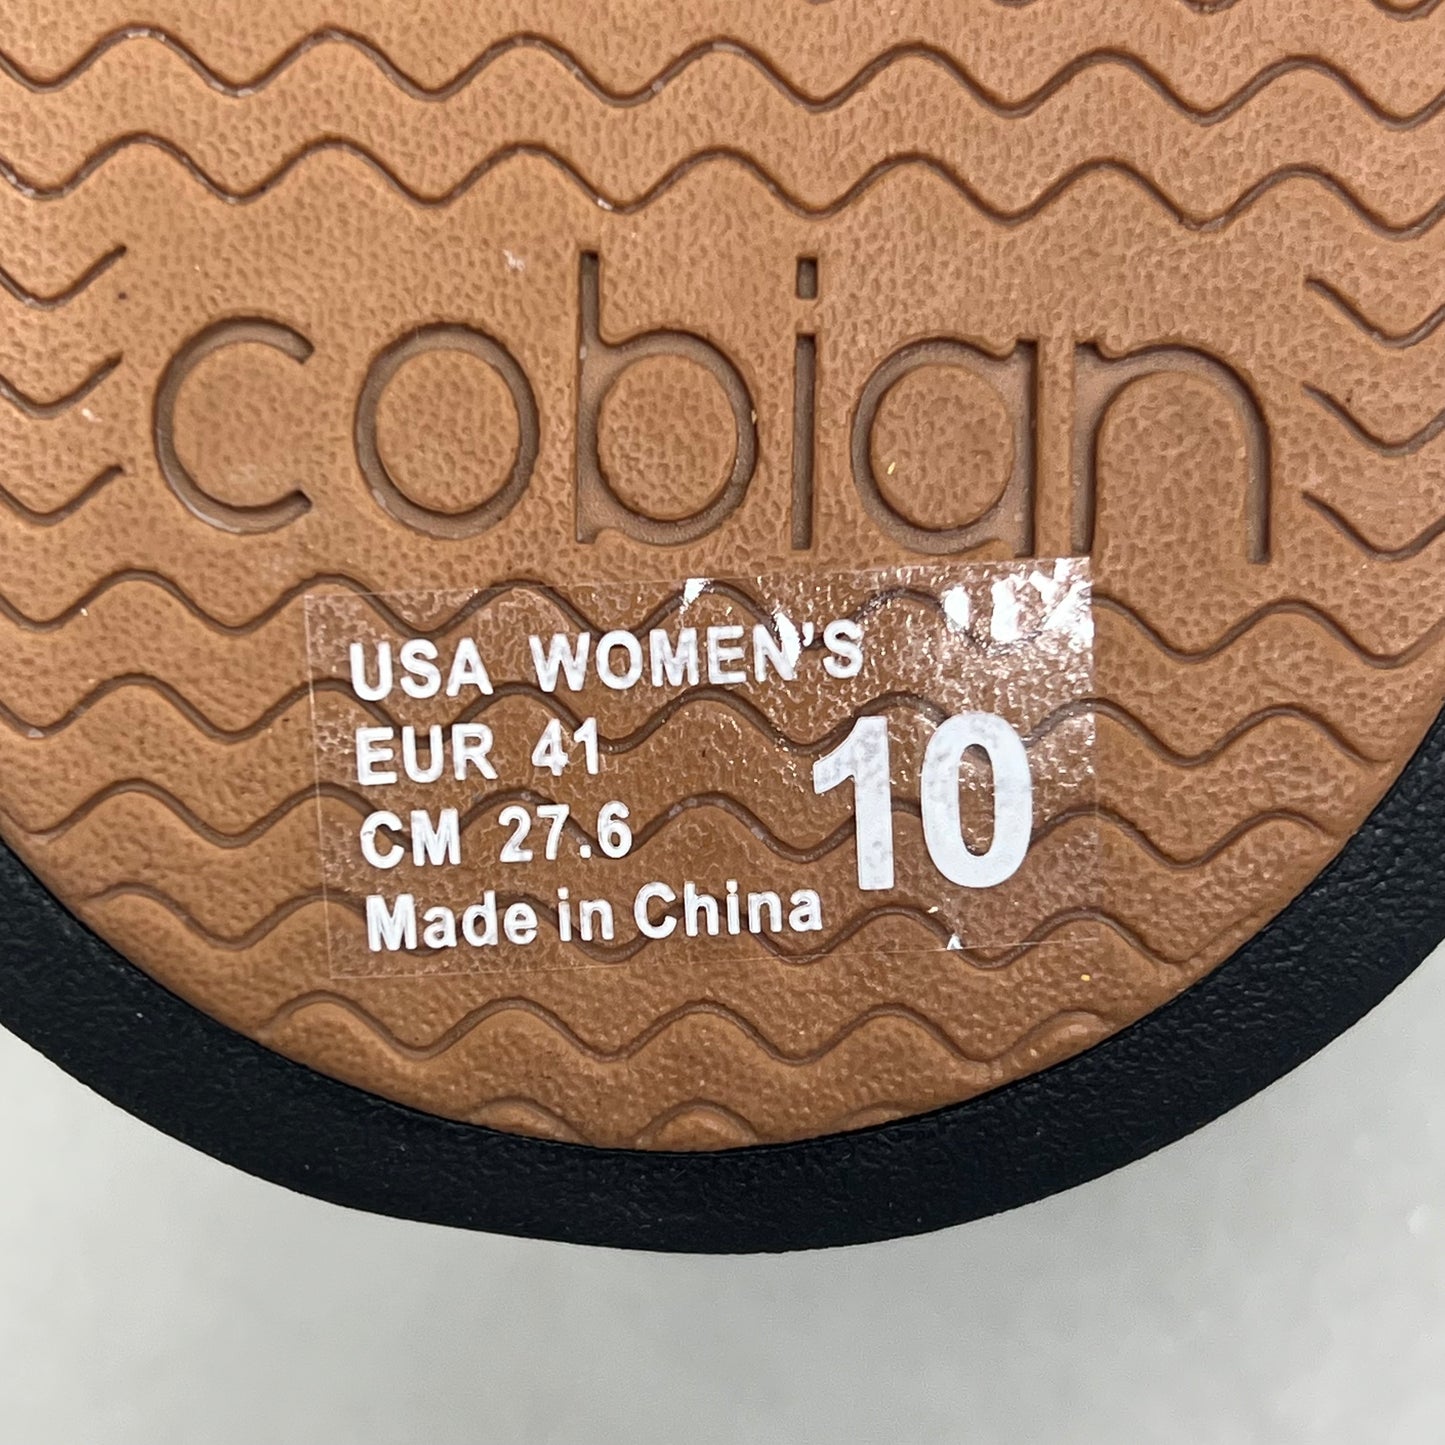 cobian
USA WOMEN'S
EUR 41
CM 27.6
10
Made in China